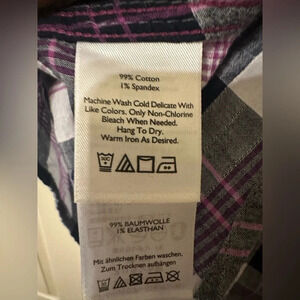 99% Cotton
1% Spandex
Machine Wash Cold Delicate With
Like Colors. Only Non-Chlorine
Bleach When Needed.
Hang To Dry.
Warm Iron As Desired.
99% BAUMWOLLE
1% ELASTHAN
Mit ähnlichen Farben waschen.
Zum Trocknen aufhängen